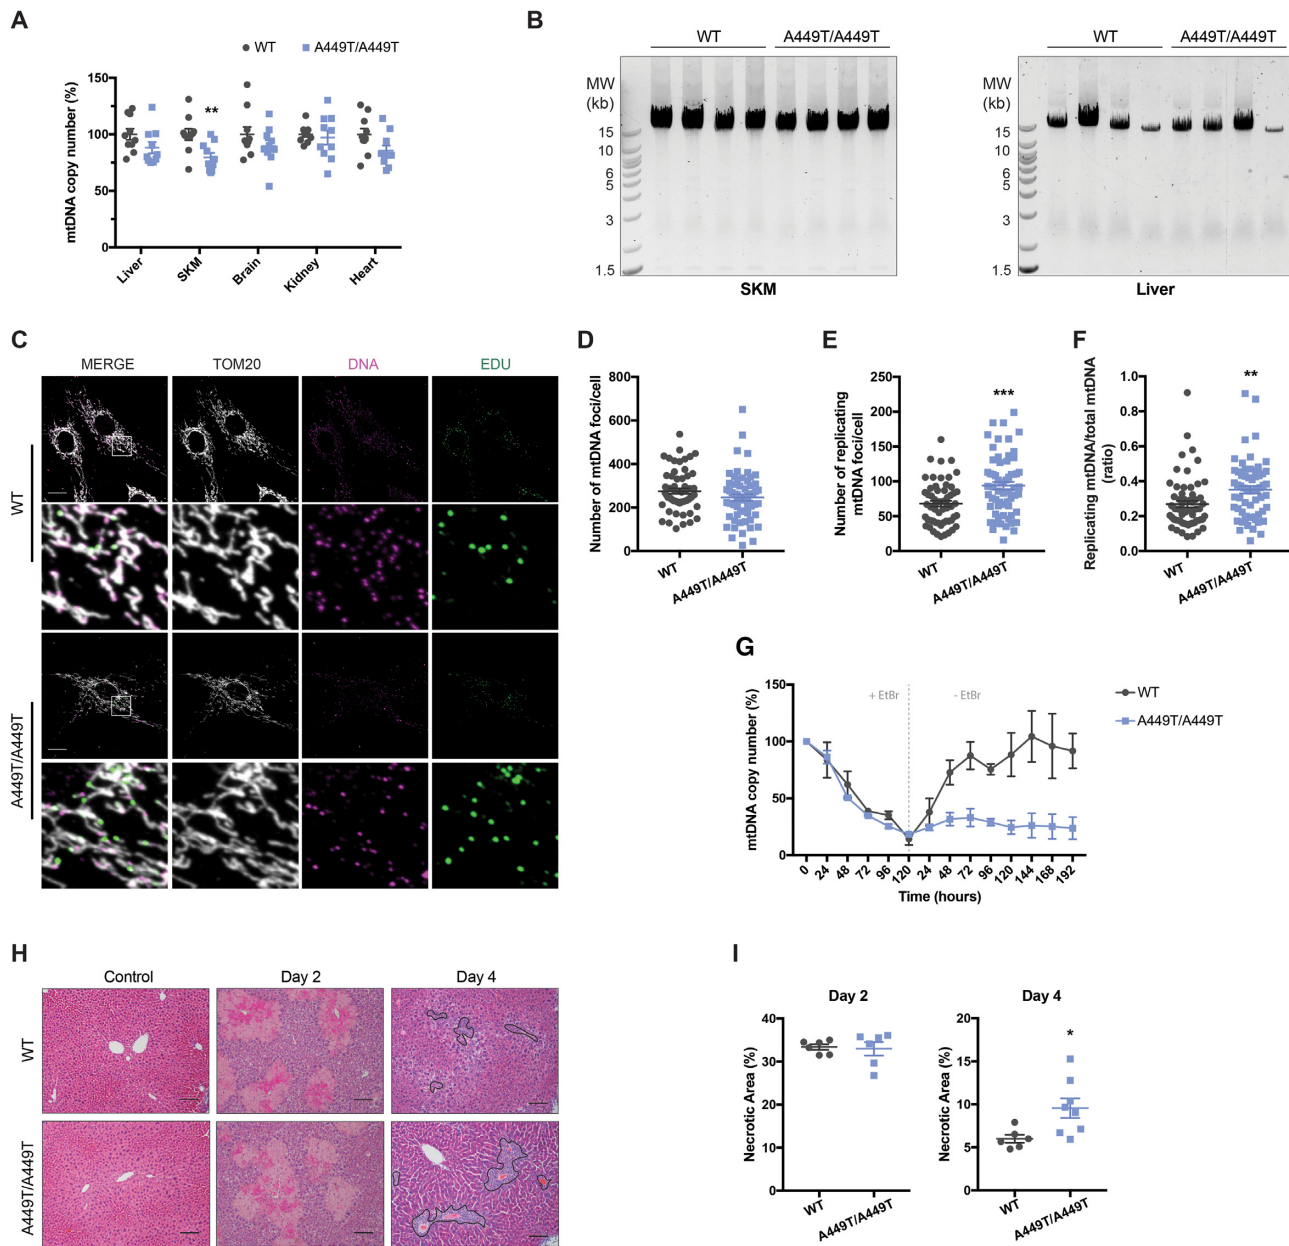 A
WT
A449T/A449T
mtDNA copy number (%)
150
100
50
0
**
Liver
SKM
Brain
Kidney
Heart
B
WT
A449T/A449T
MW
(kb)
15
10
6
5
3
1.5
SKM
WT
A449T/A449T
MW
(kb)
15
10
6
5
3
1.5
Liver
C
MERGE
TOM20
DNA
EDU
WT
A449T/A449T
D
Number of mtDNA foci/cell
800
600
400
200
0
WT
A449T/A449T
E
Number of replicating
mtDNA foci/cell
250
200
150
100
50
0
***
WT
A449T/A449T
F
Replicating mtDNA/total mtDNA
(ratio)
1.0
0.8
0.6
0.4
0.2
0.0
**
WT
A449T/A449T
G
mtDNA copy number (%)
150
100
50
0
+ EtBr
- EtBr
WT
A449T/A449T
0
24
48
72
96
120
24
48
72
96
120
144
168
192
Time (hours)
H
Control
Day 2
Day 4
WT
A449T/A449T
I
Day 2
Necrotic Area (%)
40
30
20
10
0
WT
A449T/A449T
Day 4
Necrotic Area (%)
20
15
10
5
0
*
WT
A449T/A449T